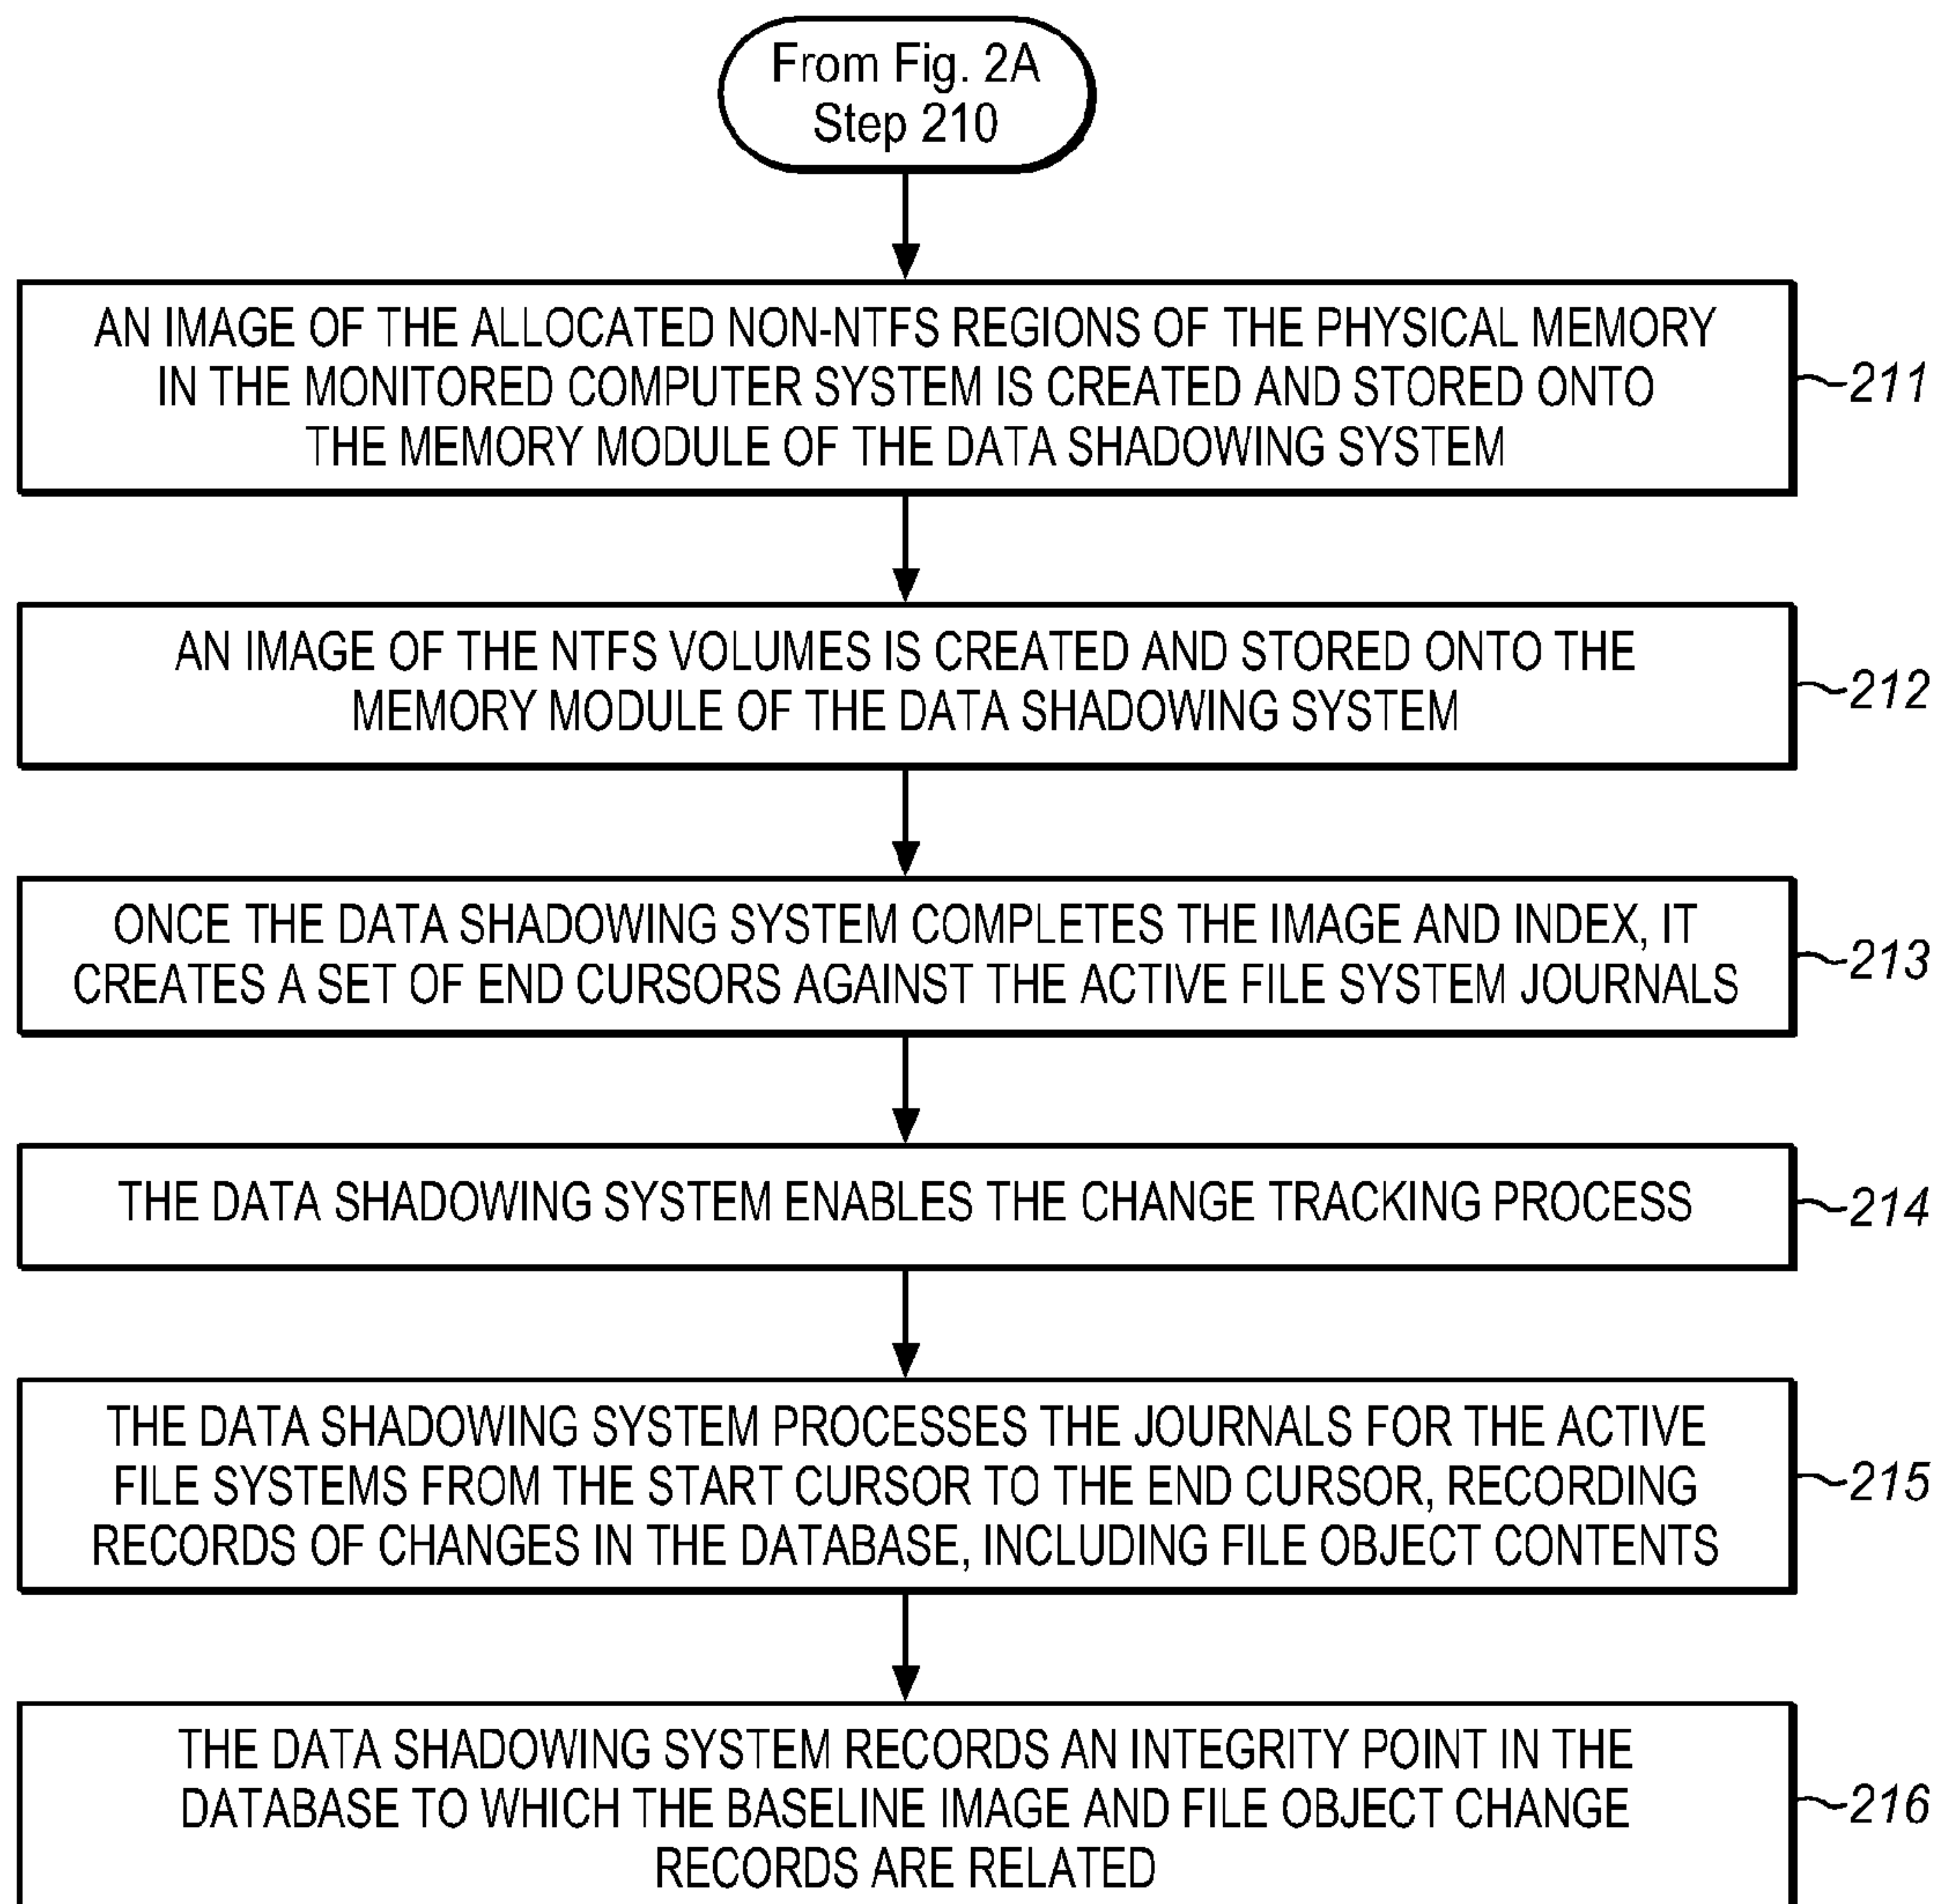 From Fig. 2A
Step 210
AN IMAGE OF THE ALLOCATED NON-NTFS REGIONS OF THE PHYSICAL MEMORY
IN THE MONITORED COMPUTER SYSTEM IS CREATED AND STORED ONTO
THE MEMORY MODULE OF THE DATA SHADOWING SYSTEM
211
AN IMAGE OF THE NTFS VOLUMES IS CREATED AND STORED ONTO THE
MEMORY MODULE OF THE DATA SHADOWING SYSTEM
212
ONCE THE DATA SHADOWING SYSTEM COMPLETES THE IMAGE AND INDEX, IT
CREATES A SET OF END CURSORS AGAINST THE ACTIVE FILE SYSTEM JOURNALS
213
THE DATA SHADOWING SYSTEM ENABLES THE CHANGE TRACKING PROCESS
214
THE DATA SHADOWING SYSTEM PROCESSES THE JOURNALS FOR THE ACTIVE
FILE SYSTEMS FROM THE START CURSOR TO THE END CURSOR, RECORDING
RECORDS OF CHANGES IN THE DATABASE, INCLUDING FILE OBJECT CONTENTS
215
THE DATA SHADOWING SYSTEM RECORDS AN INTEGRITY POINT IN THE
DATABASE TO WHICH THE BASELINE IMAGE AND FILE OBJECT CHANGE
RECORDS ARE RELATED
216